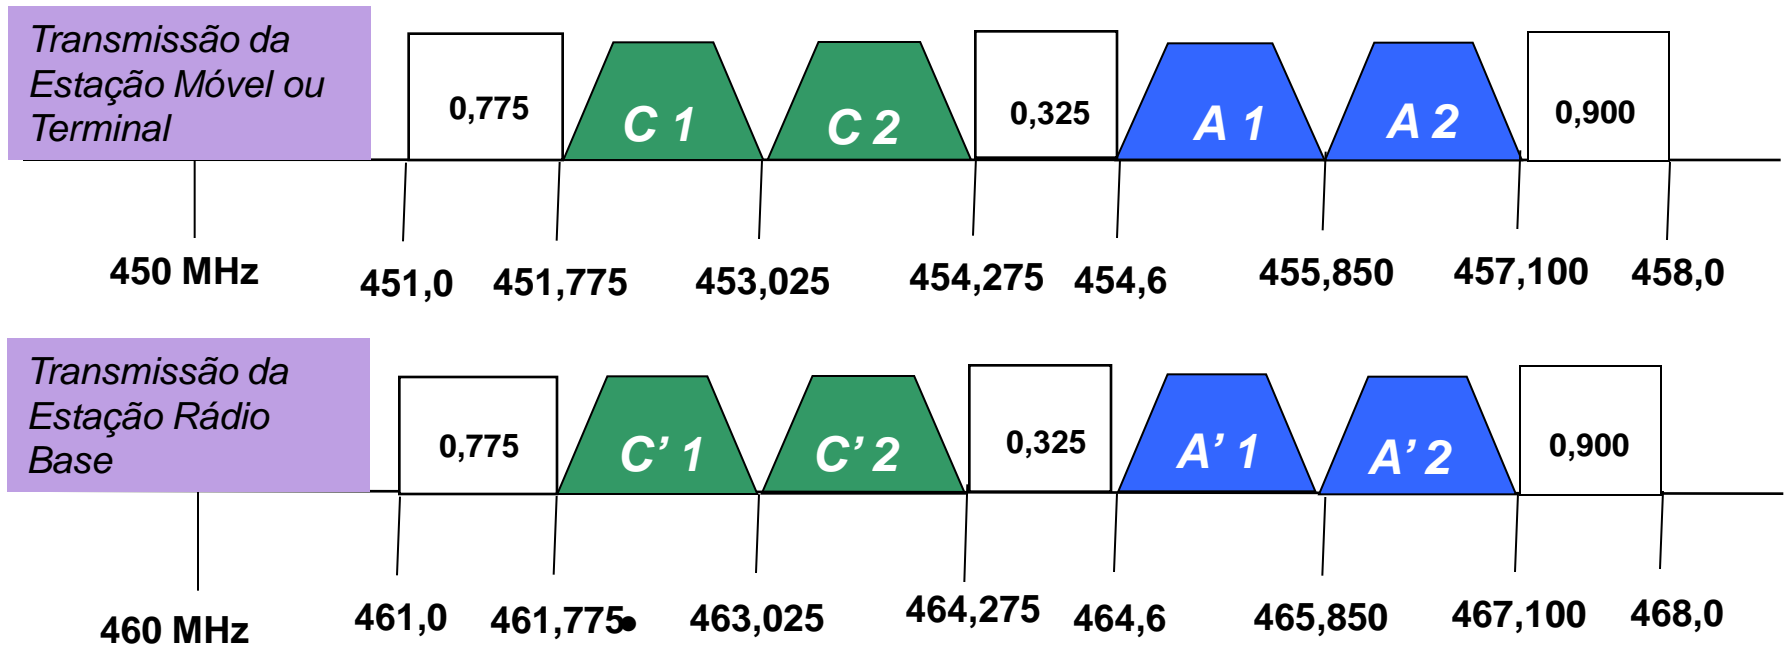 Transmissão da
Estação Móvel ou
Terminal
0,775
C 1
C 2
0,325
A 1
A 2
0,900
450 MHz
451,0
451,775
453,025
454,275
454,6
455,850
457,100
458,0
Transmissão da
Estação Rádio
Base
0,775
C’ 1
C’ 2
0,325
A’ 1
A’ 2
0,900
460 MHz
461,0
461,775•
463,025
464,275
464,6
465,850
467,100
468,0